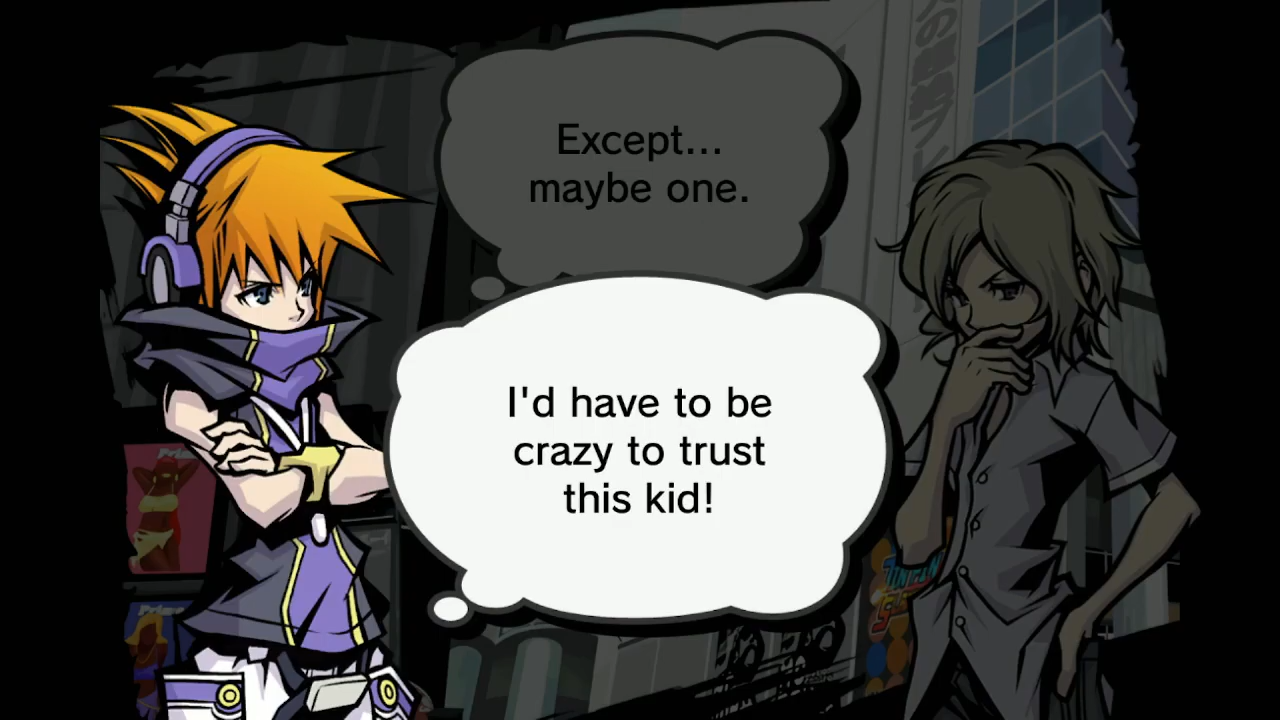 Except...
maybe one.
I'd have to be
crazy to trust
this kid!